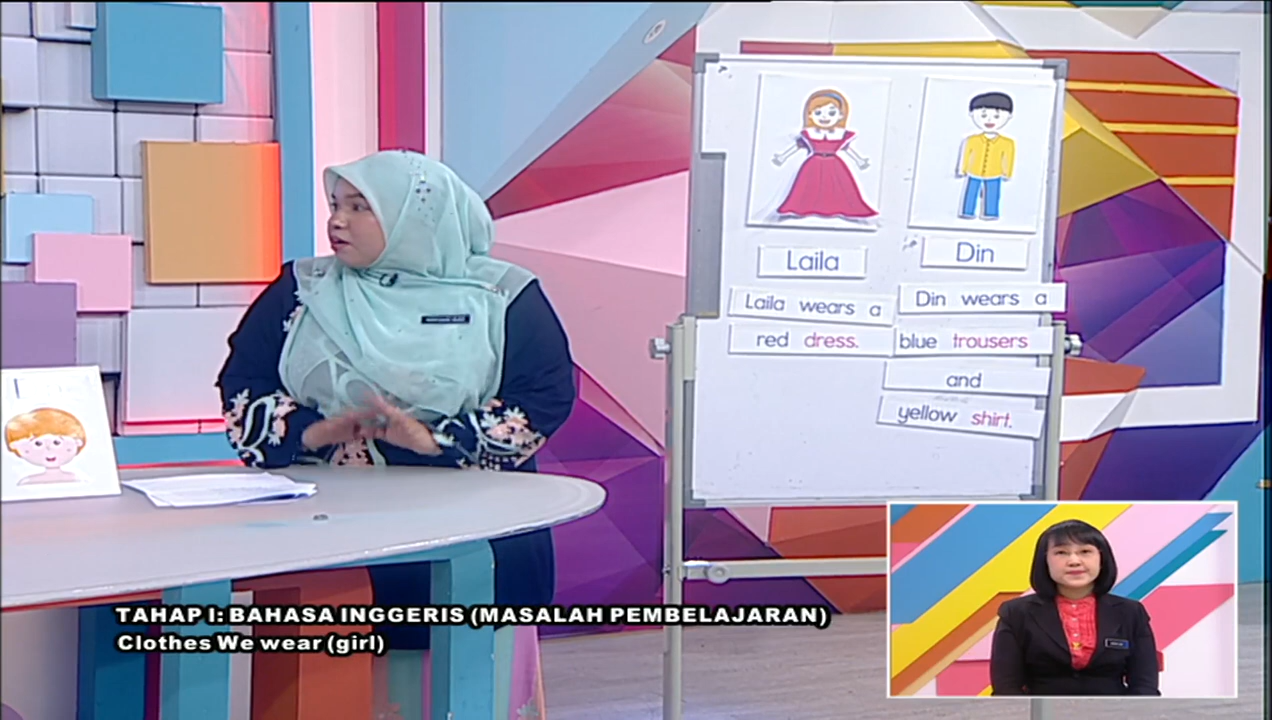 Laila
Laila wears a
red dress.
Din
Din wears a
blue trousers
and
yellow shirt.
TAHAP I: BAHASA INGGERIS (MASALAH PEMBELAJARAN)
Clothes We wear (girl)